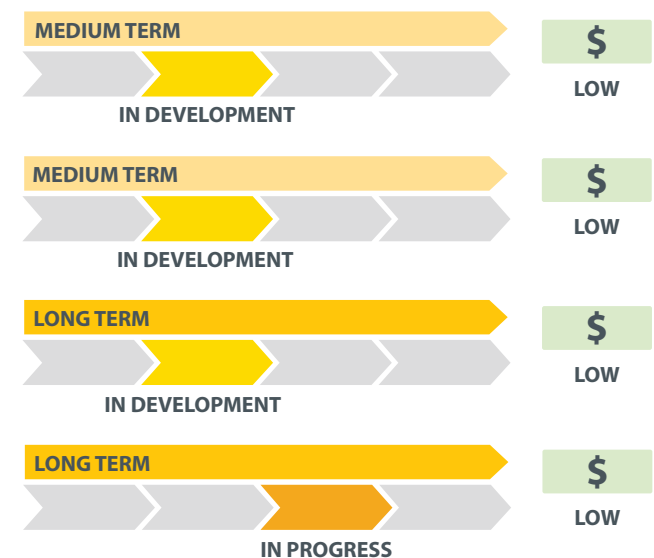 MEDIUM TERM
$
LOW
IN DEVELOPMENT
MEDIUM TERM
$
LOW
IN DEVELOPMENT
LONG TERM
$
LOW
IN DEVELOPMENT
LONG TERM
$
LOW
IN PROGRESS